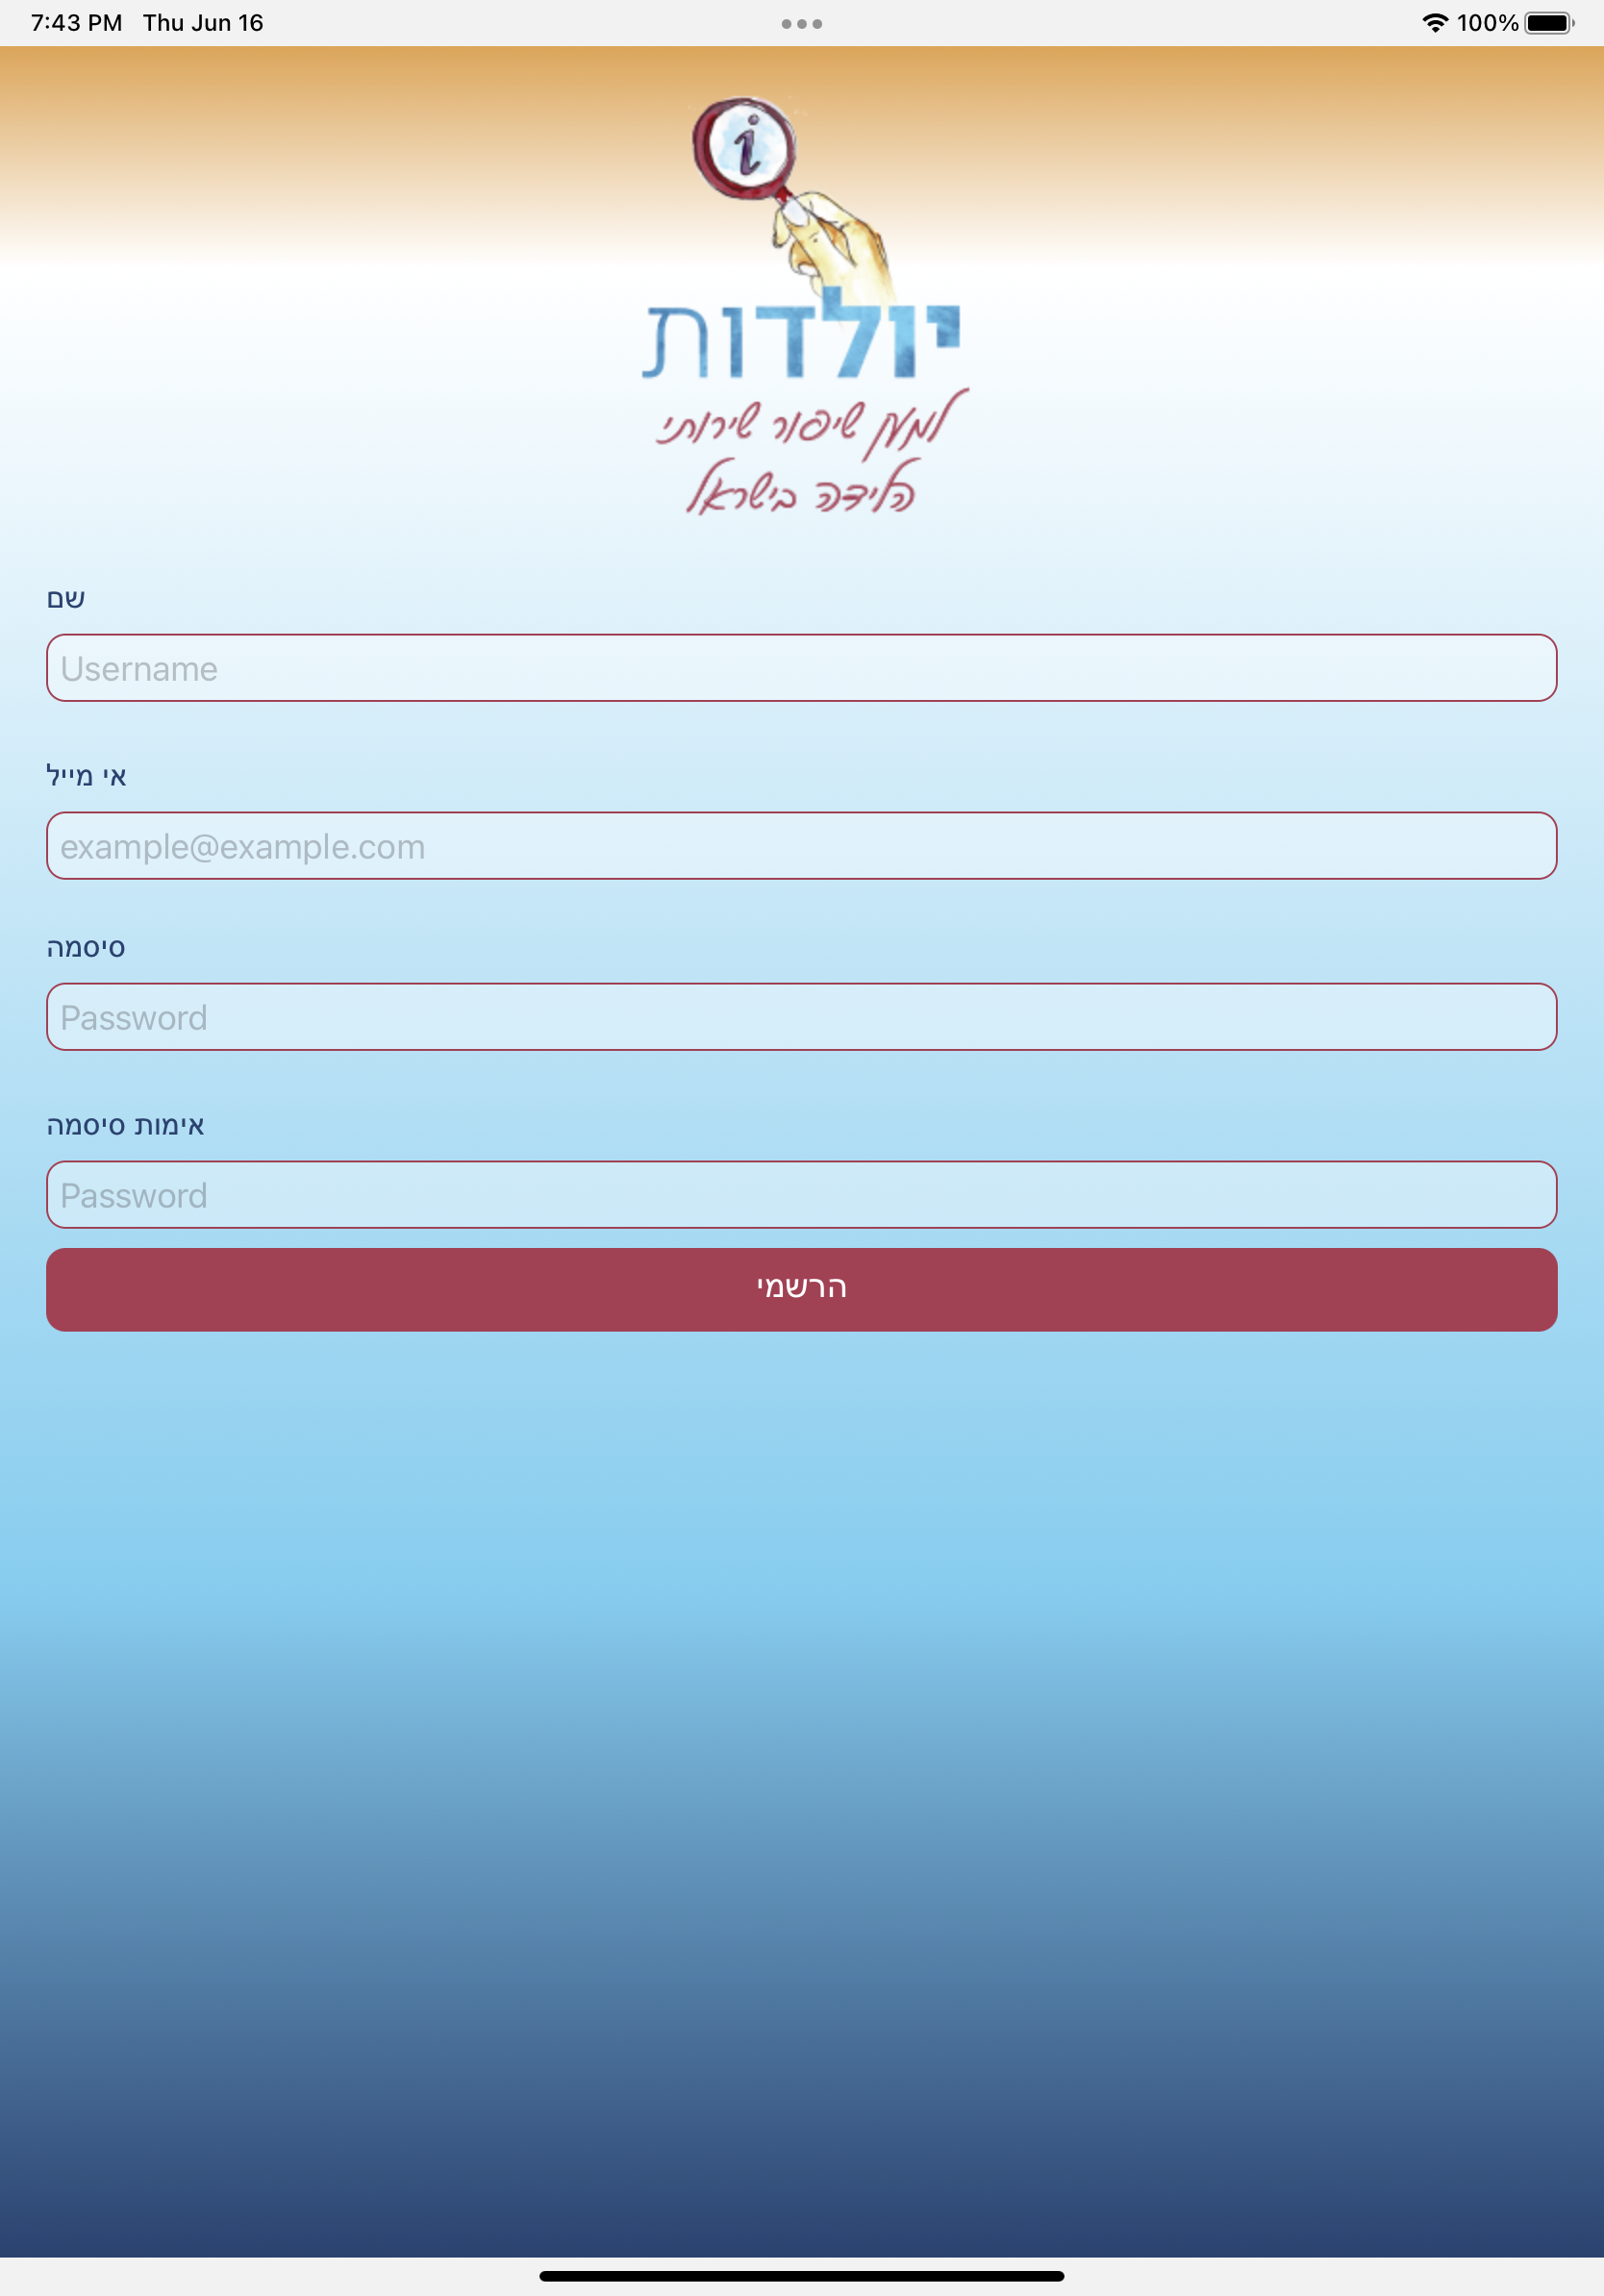 7:43 PM Thu Jun 16
100%
i
יולדות
למען שיפור שירותי
הלידה בישראל
שם
Username
אי מייל
example@example.com
סיסמה
Password
אימות סיסמה
Password
הרשמי